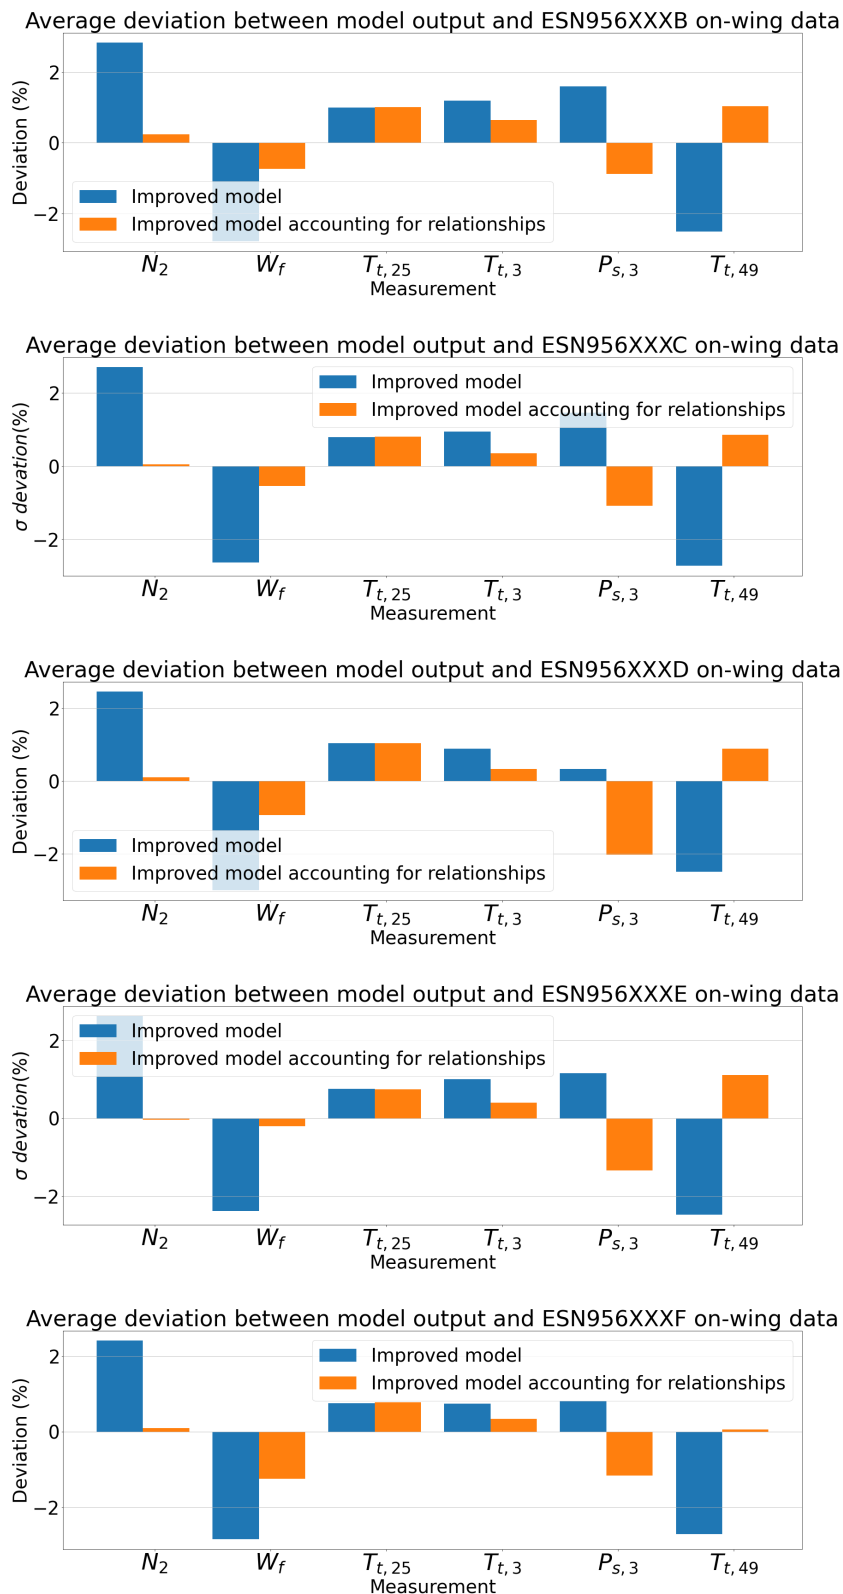 Average deviation between model output and ESN956XXXB on-wing data
2
0
−2
Deviation (%)
Improved model
Improved model accounting for relationships
N2 Wf Tt, 25 Tt, 3 Ps, 3 Tt, 49
Measurement
Average deviation between model output and ESN956XXXC on-wing data
2
0
−2
σ devation(%)
Improved model
Improved model accounting for relationships
N2 Wf Tt, 25 Tt, 3 Ps, 3 Tt, 49
Measurement
Average deviation between model output and ESN956XXXD on-wing data
2
0
−2
Deviation (%)
Improved model
Improved model accounting for relationships
N2 Wf Tt, 25 Tt, 3 Ps, 3 Tt, 49
Measurement
Average deviation between model output and ESN956XXXE on-wing data
2
0
−2
σ devation(%)
Improved model
Improved model accounting for relationships
N2 Wf Tt, 25 Tt, 3 Ps, 3 Tt, 49
Measurement
Average deviation between model output and ESN956XXXF on-wing data
2
0
−2
Deviation (%)
Improved model
Improved model accounting for relationships
N2 Wf Tt, 25 Tt, 3 Ps, 3 Tt, 49
Measurement